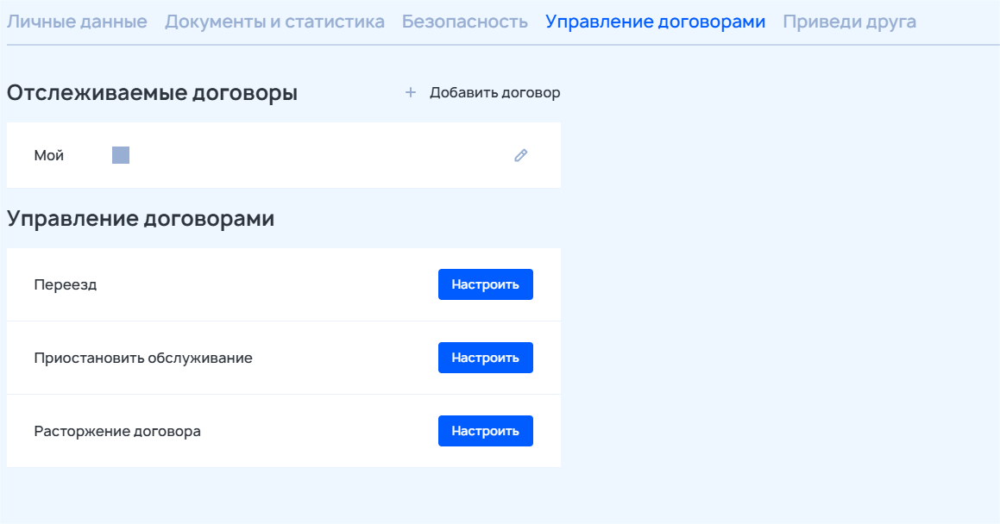 Личные данные Документы и статистика Безопасность Управление договорами Приведи друга
Отслеживаемые договоры + Добавить договор
Мой
Управление договорами
Переезд Настроить
Приостановить обслуживание Настроить
Расторжение договора Настроить